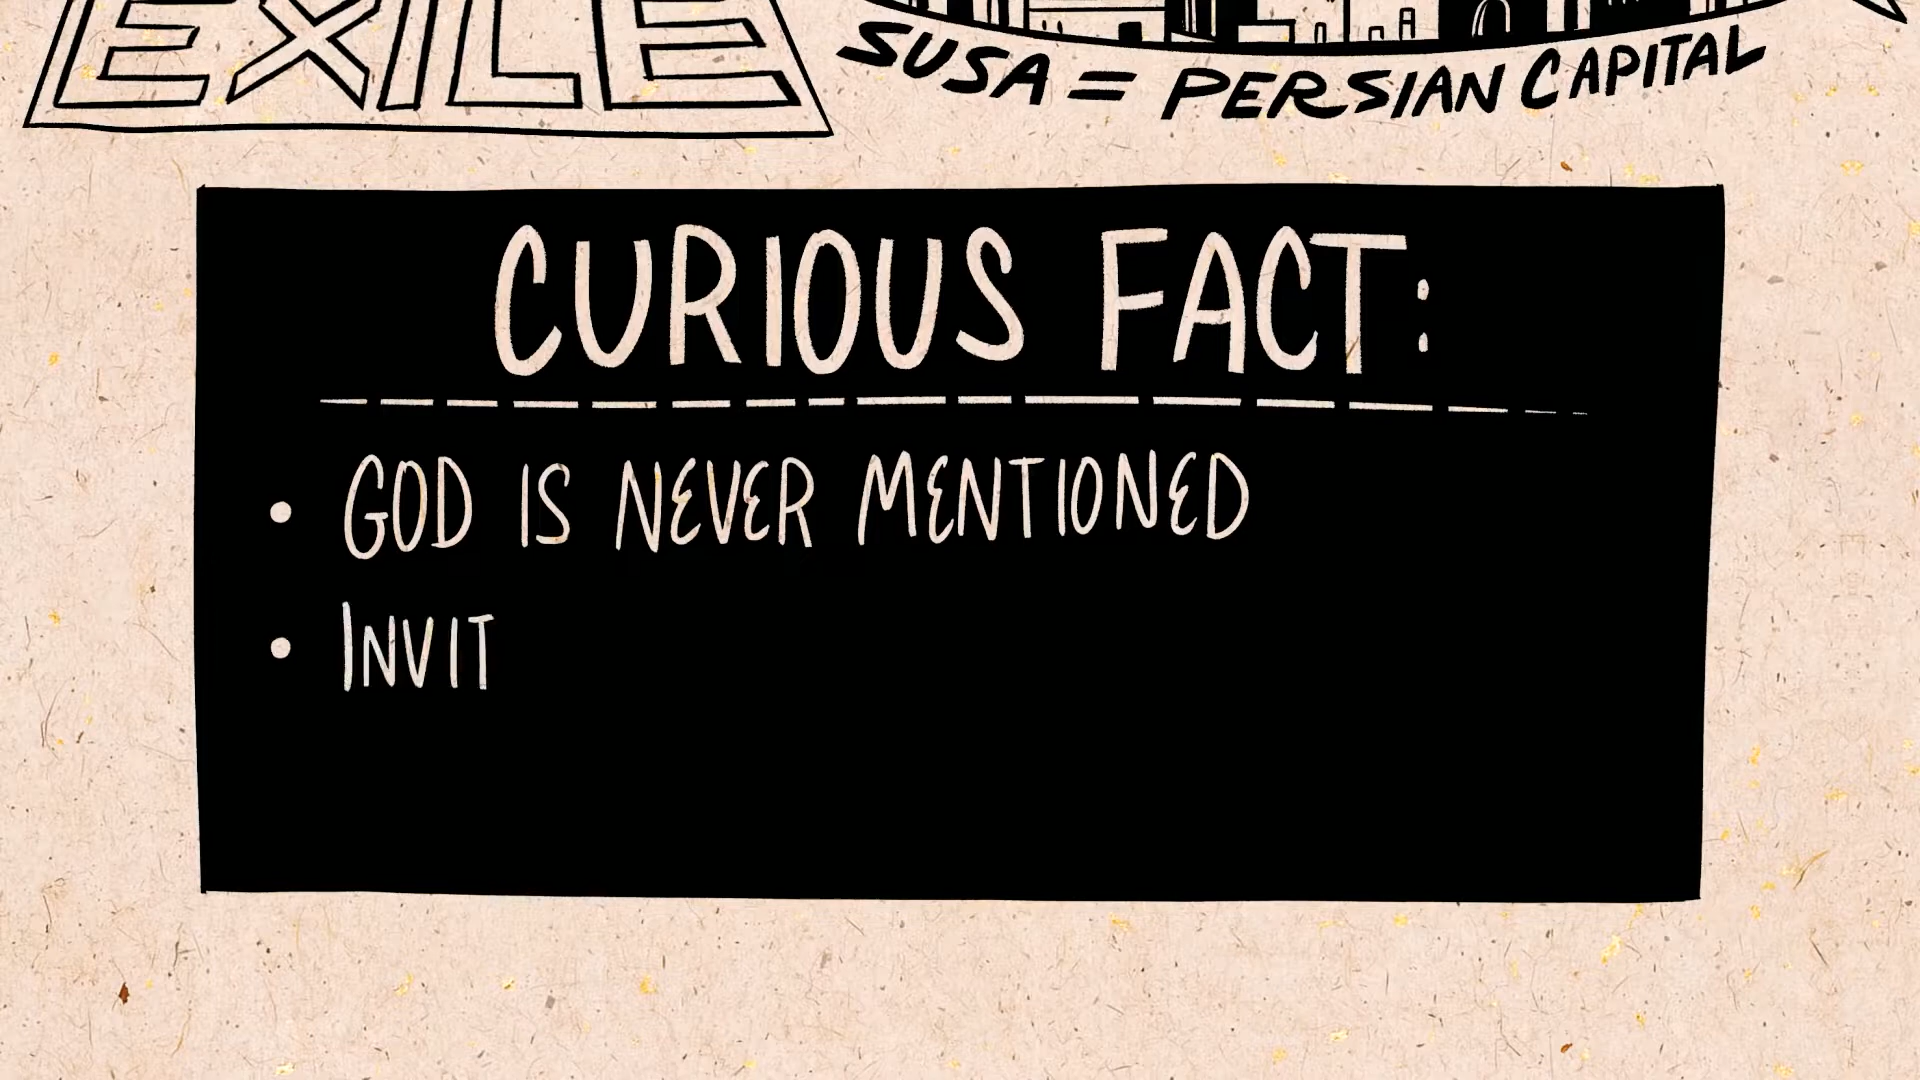 EXILE
SUSA = PERSIAN CAPITAL
CURIOUS FACT:
• GOD IS NEVER MENTIONED
• INVIT